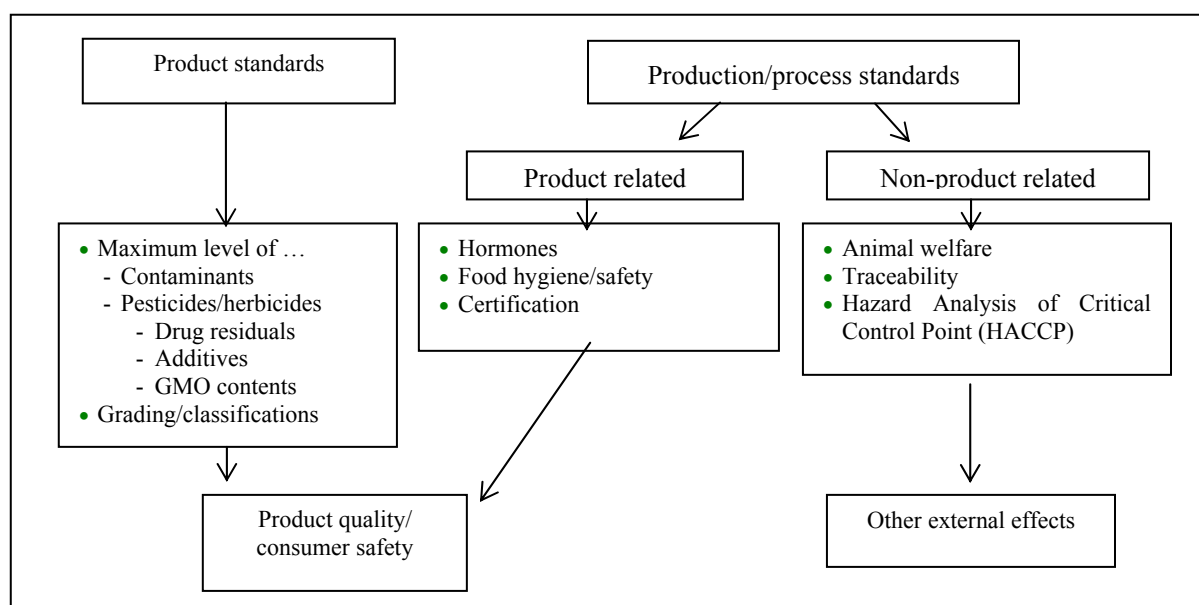 Product standards
Production/process standards
Product related
Non-product related
• Maximum level of …
- Contaminants
- Pesticides/herbicides
- Drug residuals
- Additives
- GMO contents
• Grading/classifications
• Hormones
• Food hygiene/safety
• Certification
• Animal welfare
• Traceability
• Hazard Analysis of Critical
Control Point (HACCP)
Product quality/
consumer safety
Other external effects